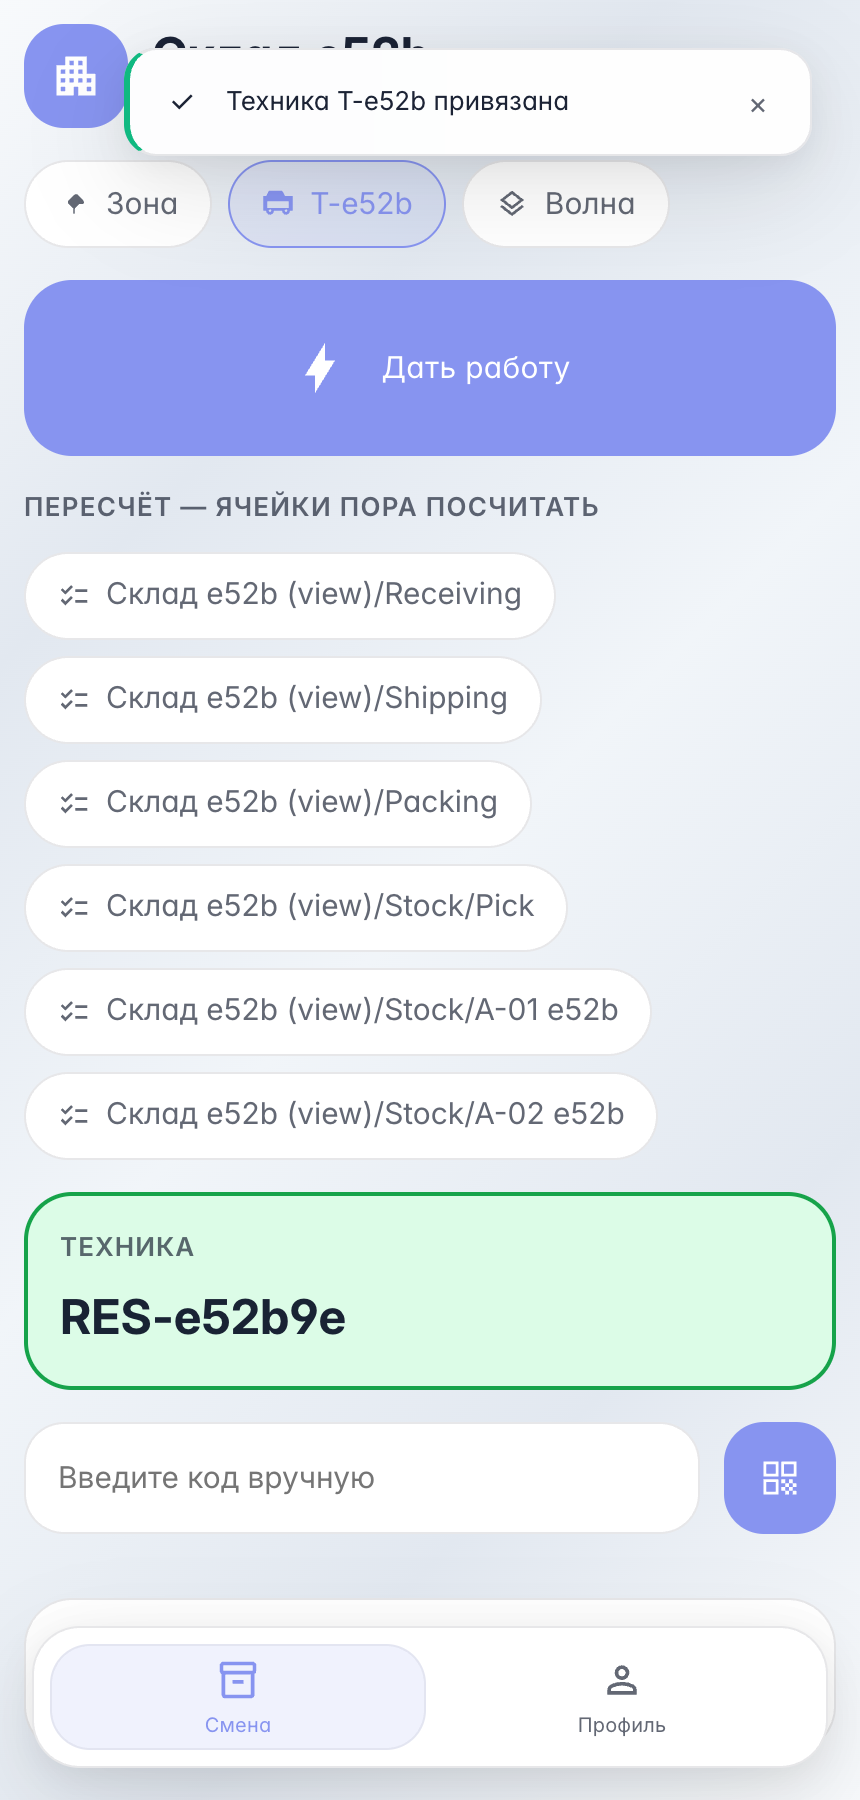 Склад e52b
Техника T-e52b привязана
Зона
T-e52b
Волна
Дать работу
ПЕРЕСЧЁТ — ЯЧЕЙКИ ПОРА ПОСЧИТАТЬ
Склад e52b (view)/Receiving
Склад e52b (view)/Shipping
Склад e52b (view)/Packing
Склад e52b (view)/Stock/Pick
Склад e52b (view)/Stock/A-01 e52b
Склад e52b (view)/Stock/A-02 e52b
ТЕХНИКА
RES-e52b9e
Введите код вручную
Смена
Профиль